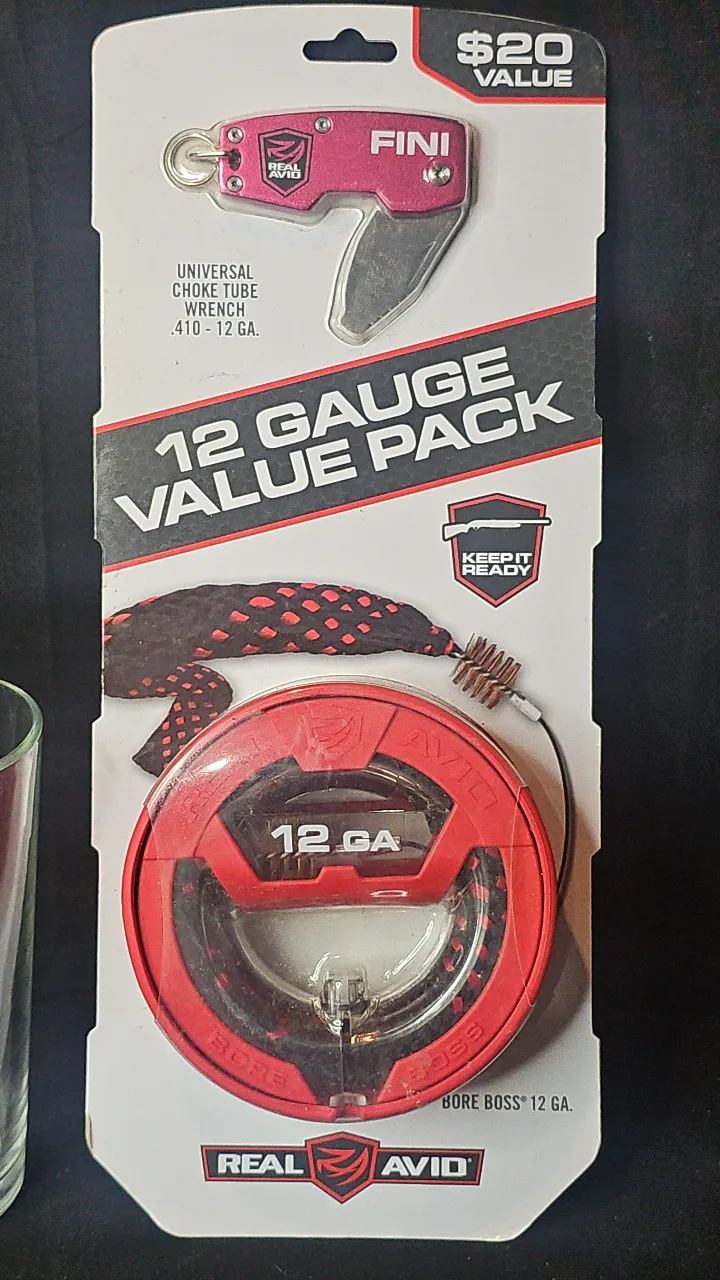 $20
VALUE
REAL
AVID
FINI
UNIVERSAL
CHOKE TUBE
WRENCH
.410 - 12 GA.
12 GAUGE
VALUE PACK
KEEP IT
READY
REAL AVID
12 GA
BORE BOSS
BORE BOSS® 12 GA.
REAL AVID®